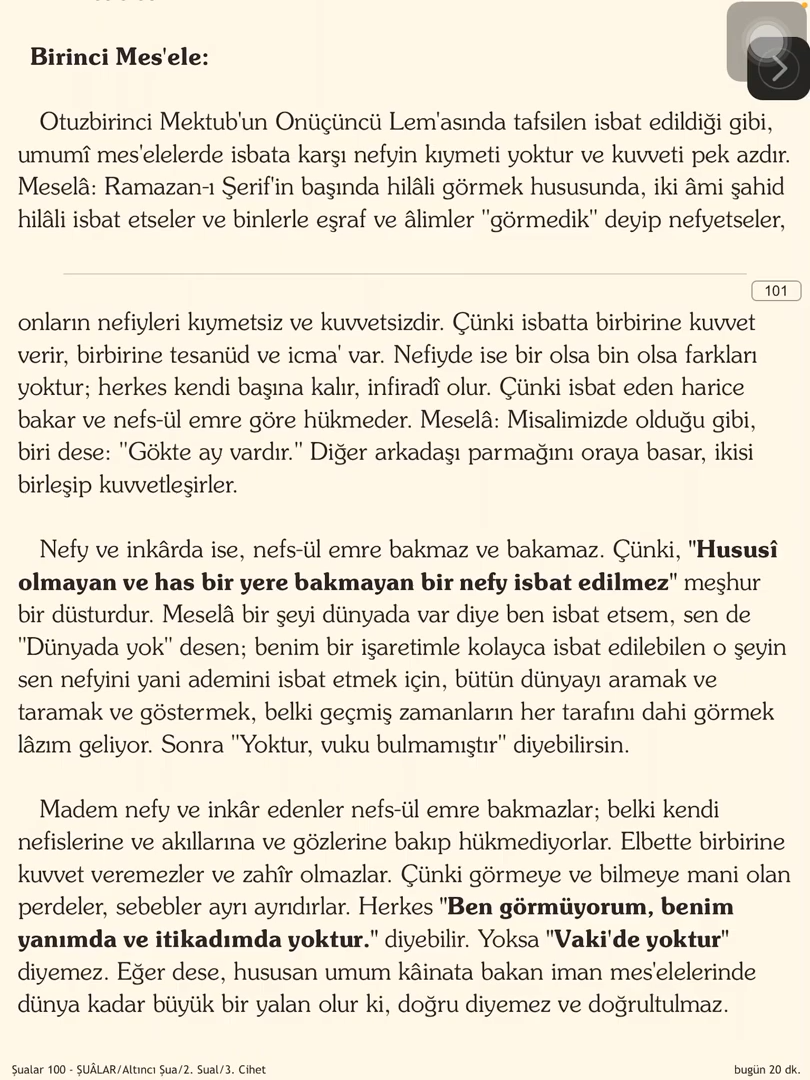 Birinci Mes'ele:
Otuzbirinci Mektub'un Onüçüncü Lem'asında tafsilen isbat edildiği gibi,
umumî mes'elelerde isbata karşı nefyin kıymeti yoktur ve kuvveti pek azdır.
Meselâ: Ramazan-ı Şerif'in başında hilâli görmek hususunda, iki âmi şahid
hilâli isbat etseler ve binlerle eşraf ve âlimler "görmedik" deyip nefyetseler,
101
onların nefiyleri kıymetsiz ve kuvvetsizdir. Çünki isbatta birbirine kuvvet
verir, birbirine tesanüd ve icma' var. Nefiyde ise bir olsa bin olsa farkları
yoktur; herkes kendi başına kalır, infiradî olur. Çünki isbat eden harice
bakar ve nefs-ül emre göre hükmeder. Meselâ: Misalimizde olduğu gibi,
biri dese: "Gökte ay vardır." Diğer arkadaşı parmağını oraya basar, ikisi
birleşip kuvvetleşirler.
Nefy ve inkârda ise, nefs-ül emre bakmaz ve bakamaz. Çünki, "Hususî
olmayan ve has bir yere bakmayan bir nefy isbat edilmez" meşhur
bir düsturdur. Meselâ bir şeyi dünyada var diye ben isbat etsem, sen de
"Dünyada yok" desen; benim bir işaretimle kolayca isbat edilebilen o şeyin
sen nefyini yani ademini isbat etmek için, bütün dünyayı aramak ve
taramak ve göstermek, belki geçmiş zamanların her tarafını dahi görmek
lâzım geliyor. Sonra "Yoktur, vuku bulmamıştır" diyebilirsin.
Madem nefy ve inkâr edenler nefs-ül emre bakmazlar; belki kendi
nefislerine ve akıllarına ve gözlerine bakıp hükmediyorlar. Elbette birbirine
kuvvet veremezler ve zahîr olmazlar. Çünki görmeye ve bilmeye mani olan
perdeler, sebebler ayrı ayrıdırlar. Herkes "Ben görmüyorum, benim
yanımda ve itikadımda yoktur." diyebilir. Yoksa "Vaki'de yoktur"
diyemez. Eğer dese, hususan umum kâinata bakan iman mes'elelerinde
dünya kadar büyük bir yalan olur ki, doğru diyemez ve doğrultulmaz.
Şualar 100 - ŞUÂLAR/Altıncı Şua/2. Sual/3. Cihet
bugün 20 dk.